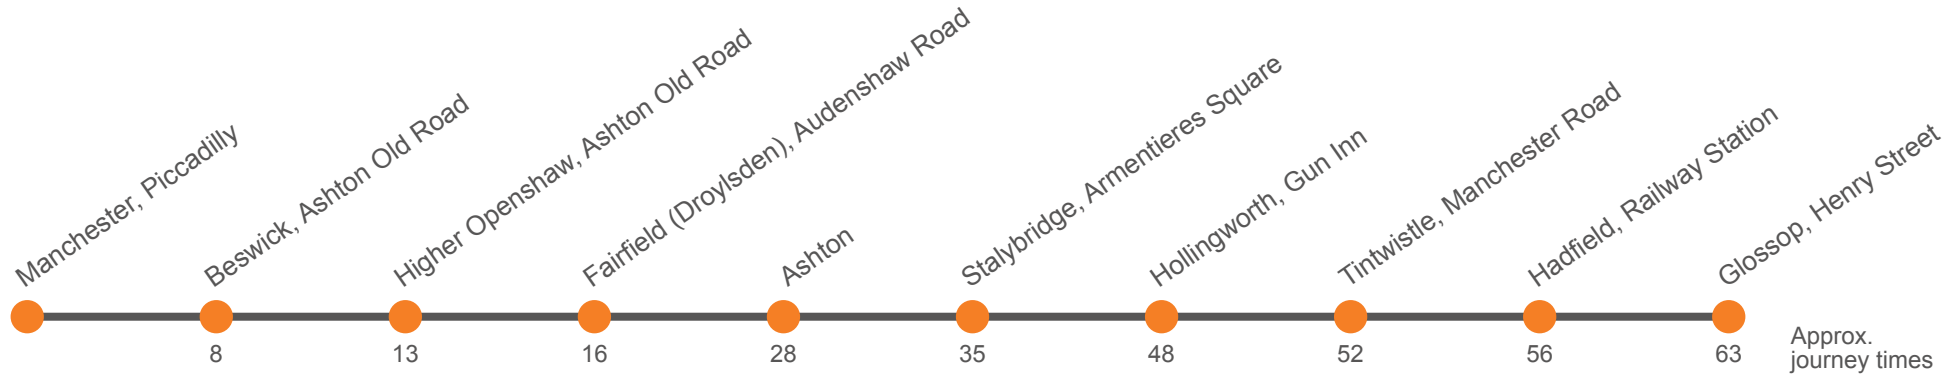 Manchester, Piccadilly
Beswick, Ashton Old Road
Higher Openshaw, Ashton Old Road
Fairfield (Droylsden), Audenshaw Road
Ashton
Stalybridge, Armentieres Square
Hollingworth, Gun Inn
Tintwistle, Manchester Road
Hadfield, Railway Station
Glossop, Henry Street
8
13
16
28
35
48
52
56
63
Approx.
journey times